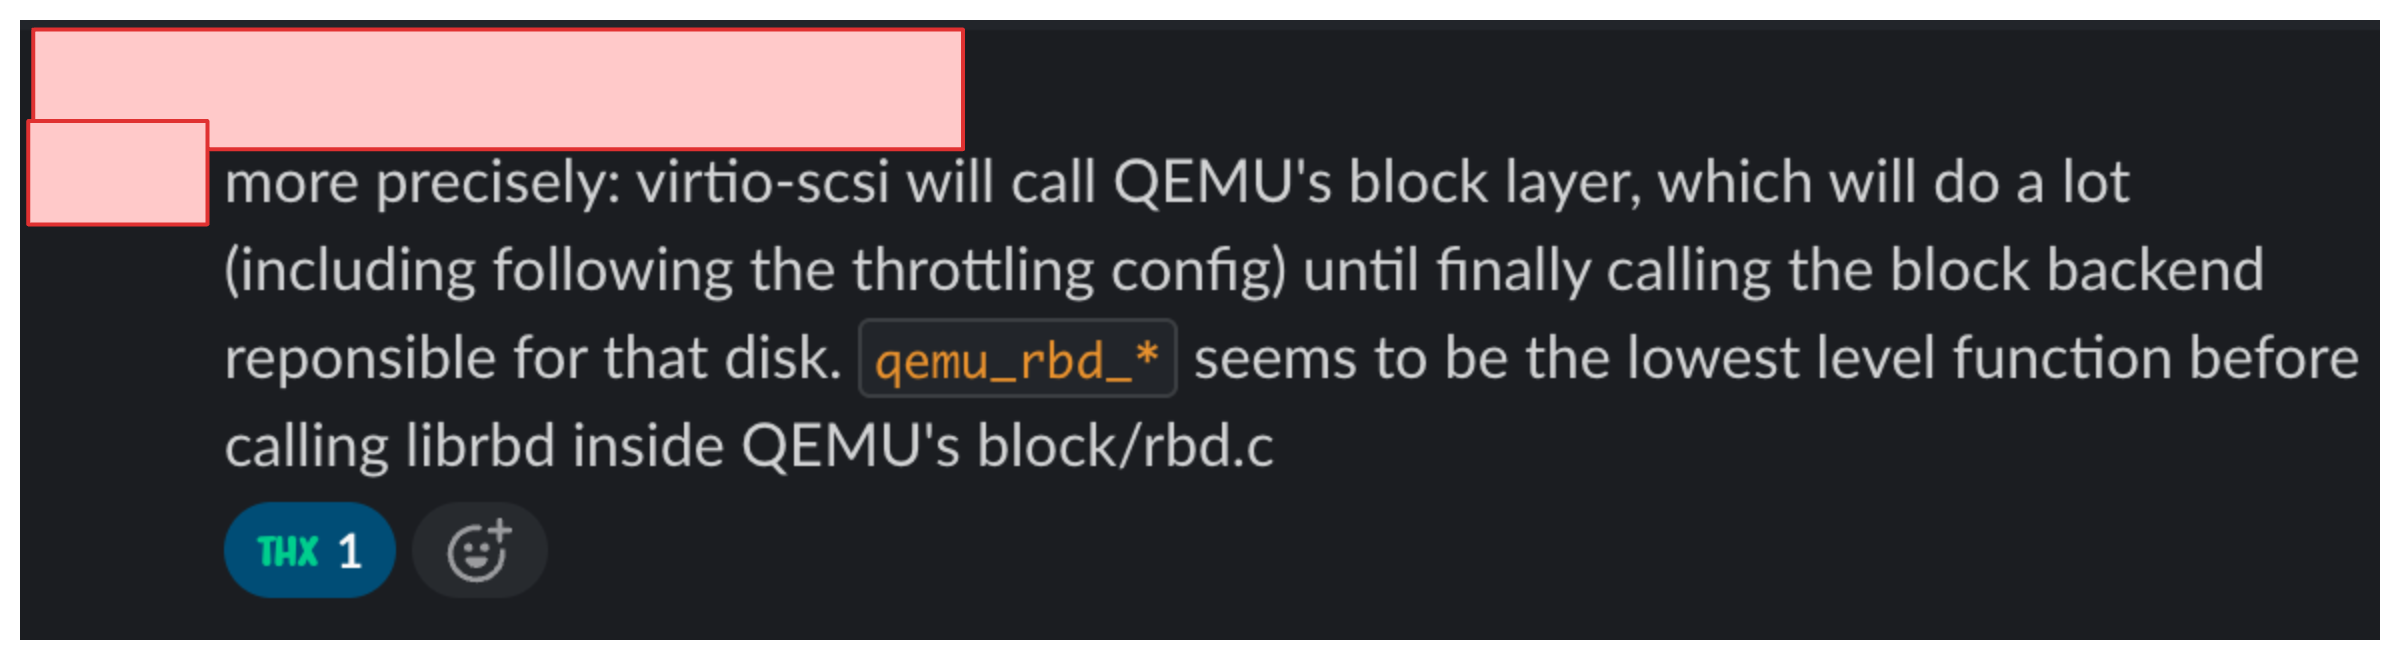 more precisely: virtio-scsi will call QEMU's block layer, which will do a lot
(including following the throttling config) until finally calling the block backend
reponsible for that disk. qemu_rbd_* seems to be the lowest level function before
calling librbd inside QEMU's block/rbd.c
THX 1